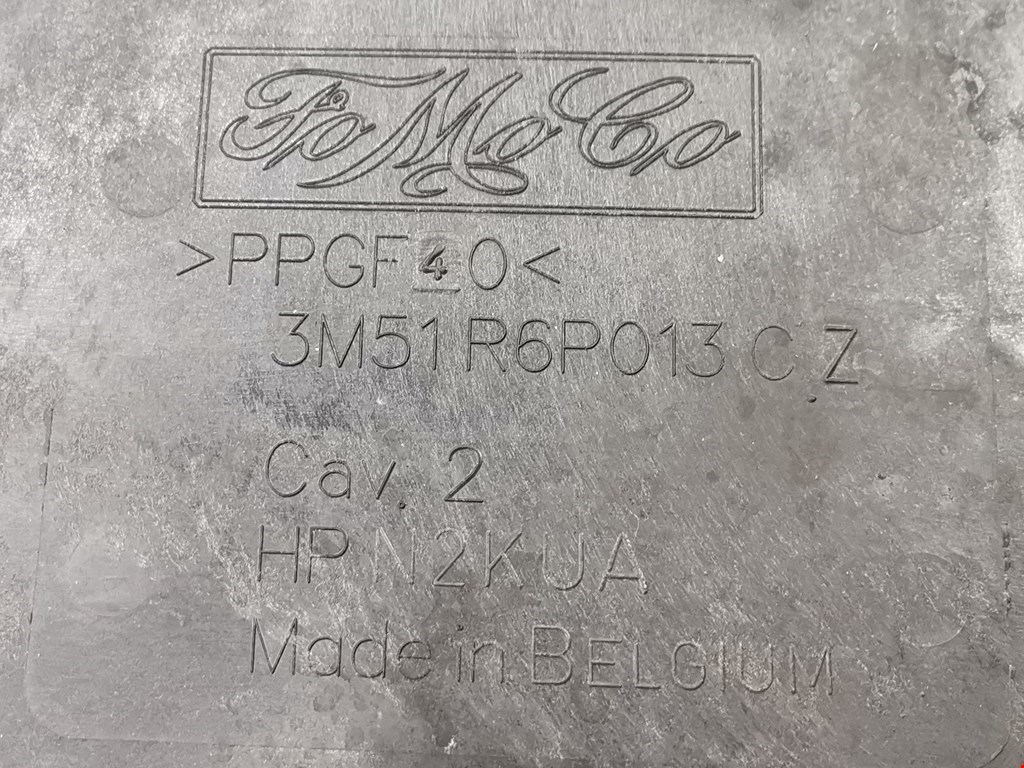 FoMoCo
>PPGF40<
3M51 R6P013 C Z
Cav. 2
HP N2KUA
Made in BELGIUM